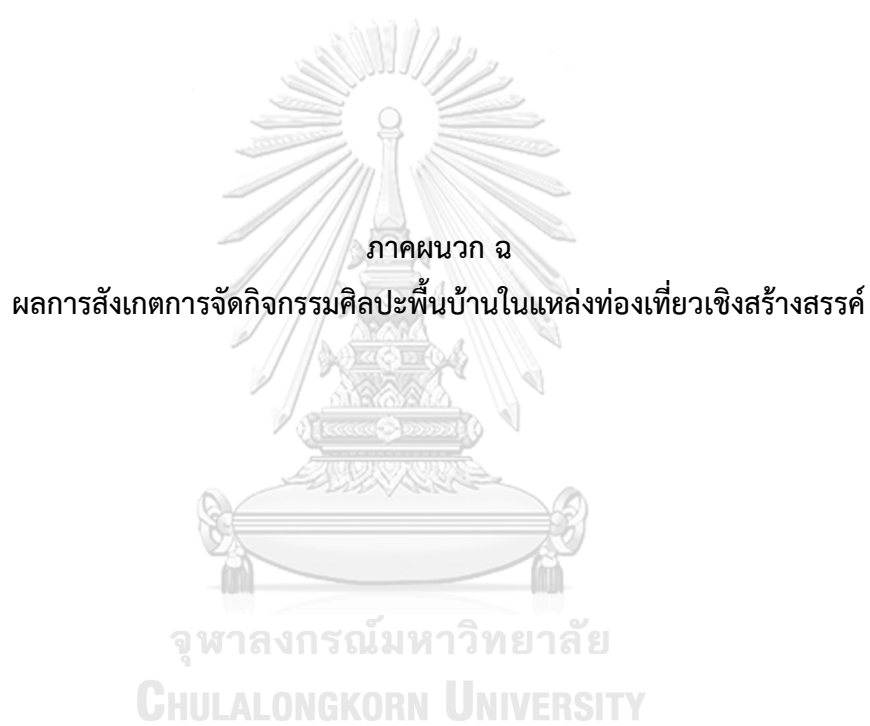 ภาคผนวก ฉ
ผลการสังเกตการจัดกิจกรรมศิลปะพื้นบ้านในแหล่งท่องเที่ยวเชิงสร้างสรรค์
จุฬาลงกรณ์มหาวิทยาลัย
CHULALONGKORN UNIVERSITY